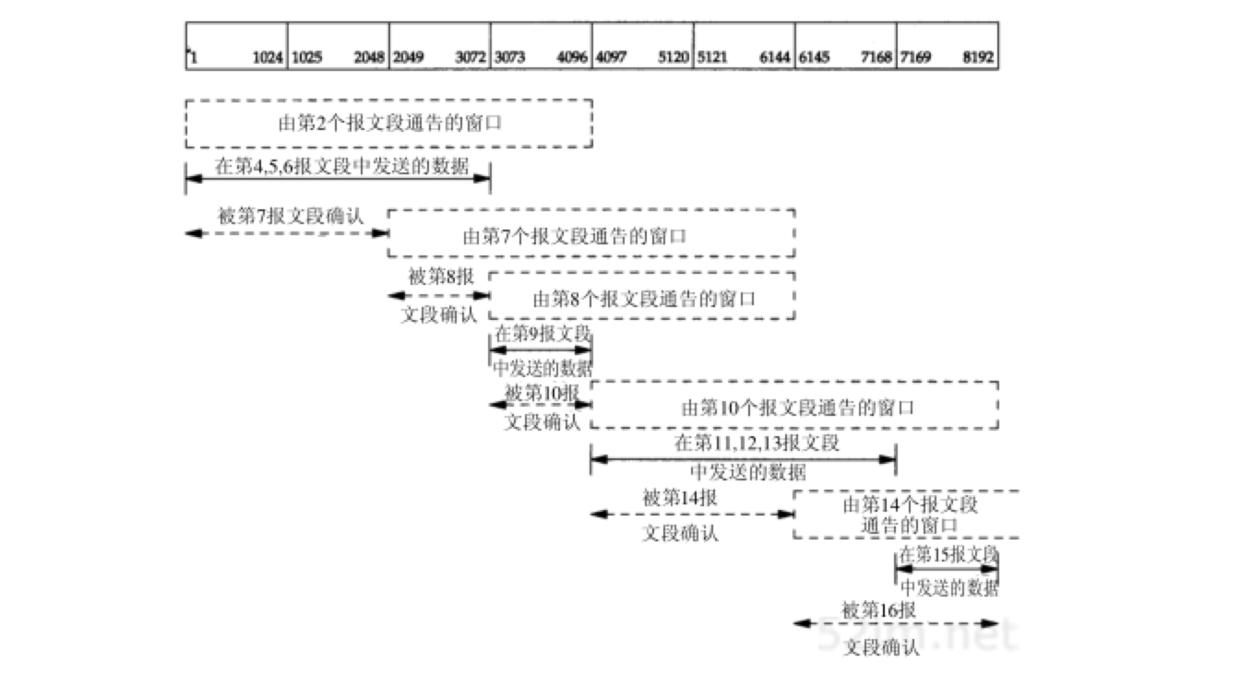 1 1024 1025 2048 2049 3072 3073 4096 4097 5120 5121 6144 6145 7168 7169 8192
由第2个报文段通告的窗口
在第4,5,6报文段中发送的数据
被第7报文段确认
由第7个报文段通告的窗口
被第8报
文段确认
由第8个报文段通告的窗口
在第9报文段
中发送的数据
被第10报
文段确认
由第10个报文段通告的窗口
在第11,12,13报文段
中发送的数据
被第14报
文段确认
由第14个报文段
通告的窗口
在第15报文段
中发送的数据
被第16报
文段确认
52im.net